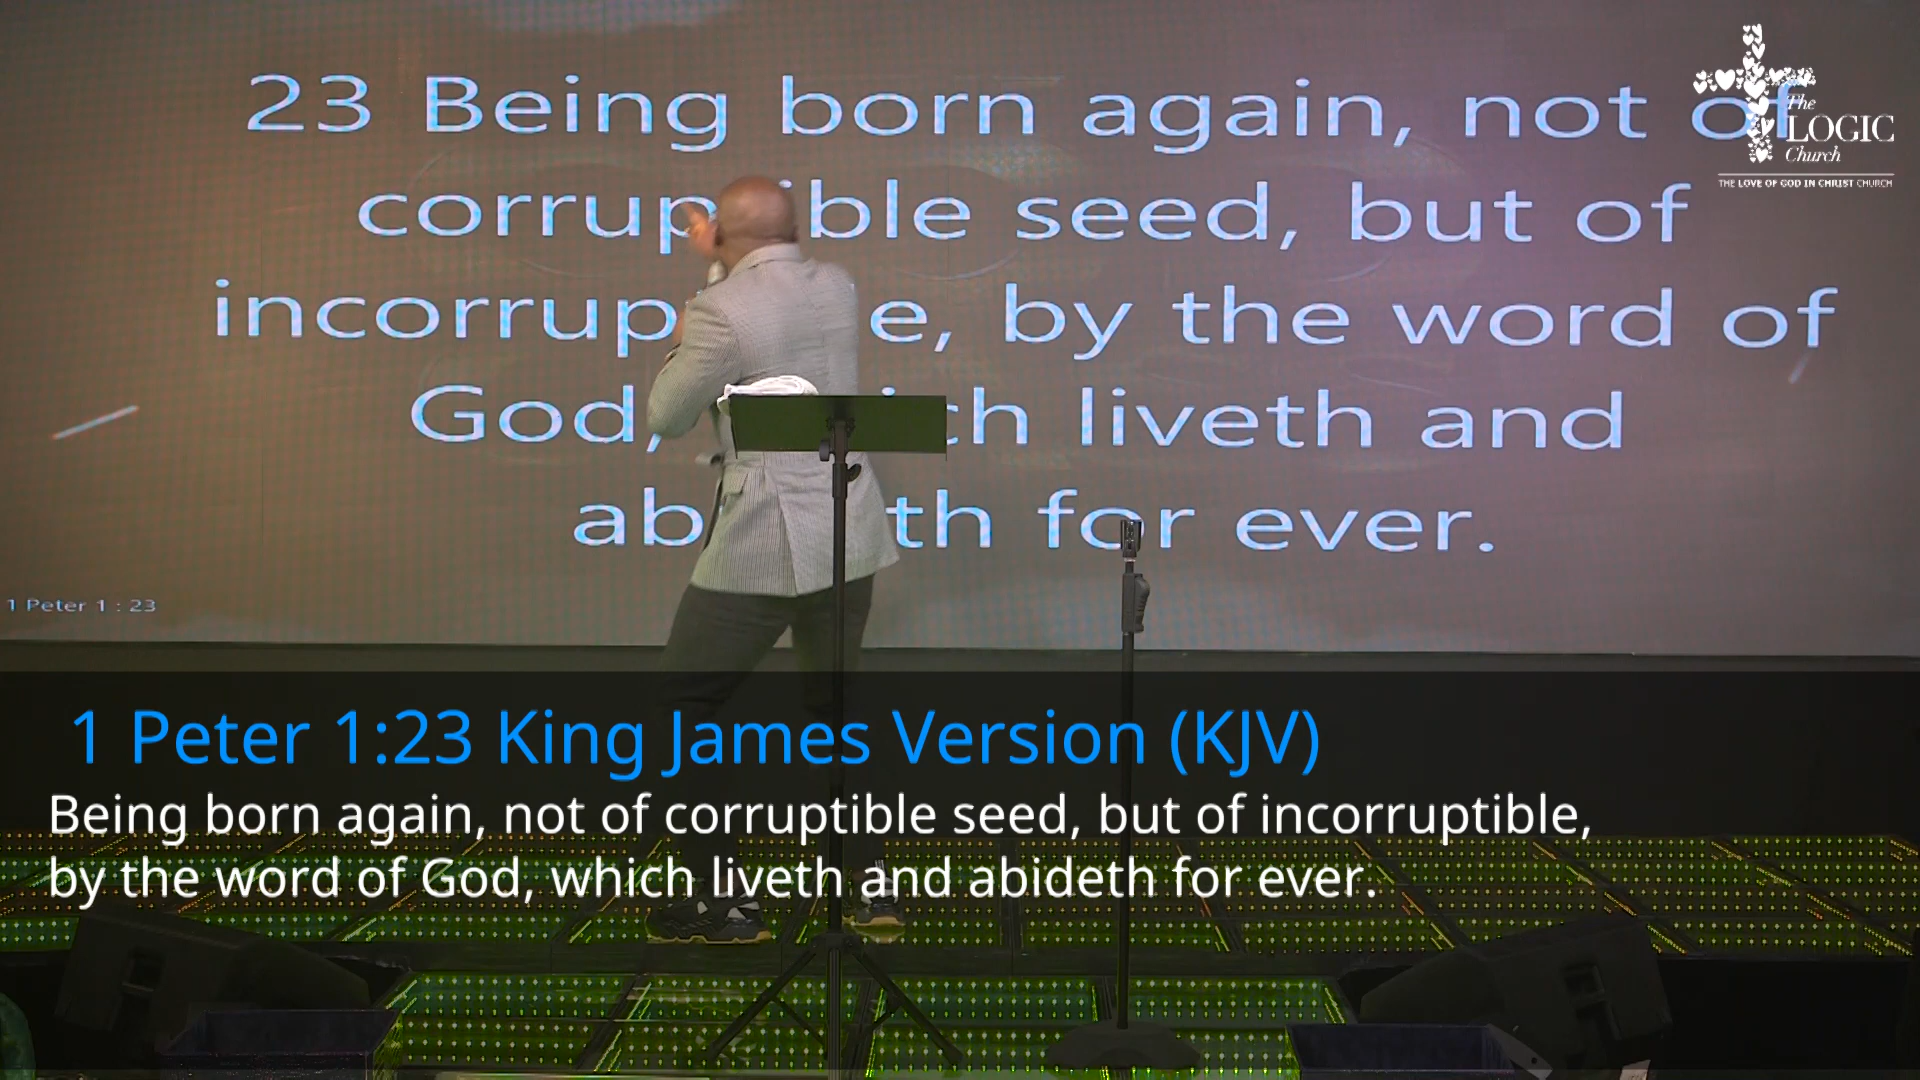 23 Being born again, not of
corruptible seed, but of
incorrup e, by the word of
God, ch liveth and
ab th for ever.
1 Peter 1 : 23
The
LOGIC
Church
THE LOVE OF GOD IN CHRIST CHURCH
1 Peter 1:23 King James Version (KJV)
Being born again, not of corruptible seed, but of incorruptible,
by the word of God, which liveth and abideth for ever.